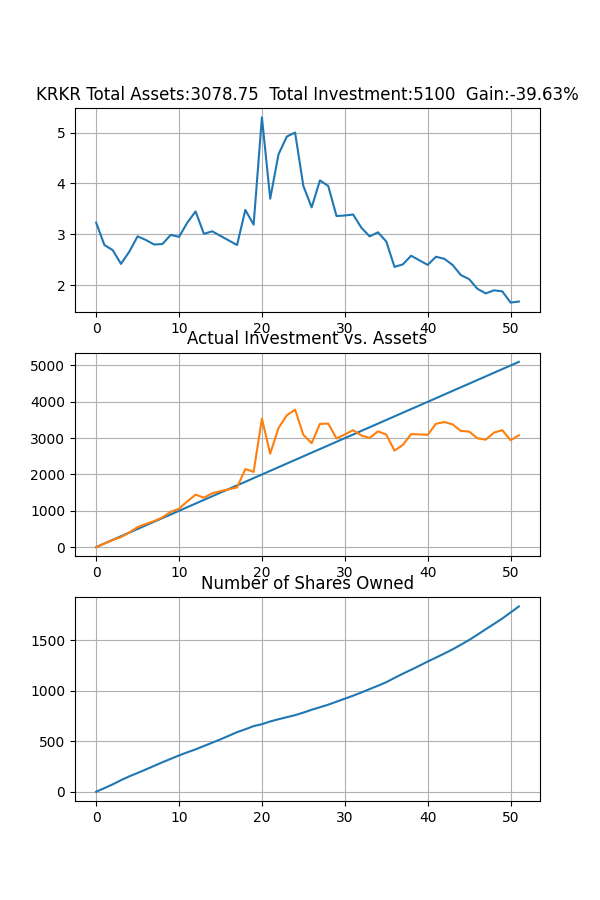 KRKR Total Assets:3078.75  Total Investment:5100  Gain:-39.63%
5
4
3
2
0 10 20 30 40 50
Actual Investment vs. Assets
5000
4000
3000
2000
1000
0
0 10 20 30 40 50
Number of Shares Owned
1500
1000
500
0
0 10 20 30 40 50